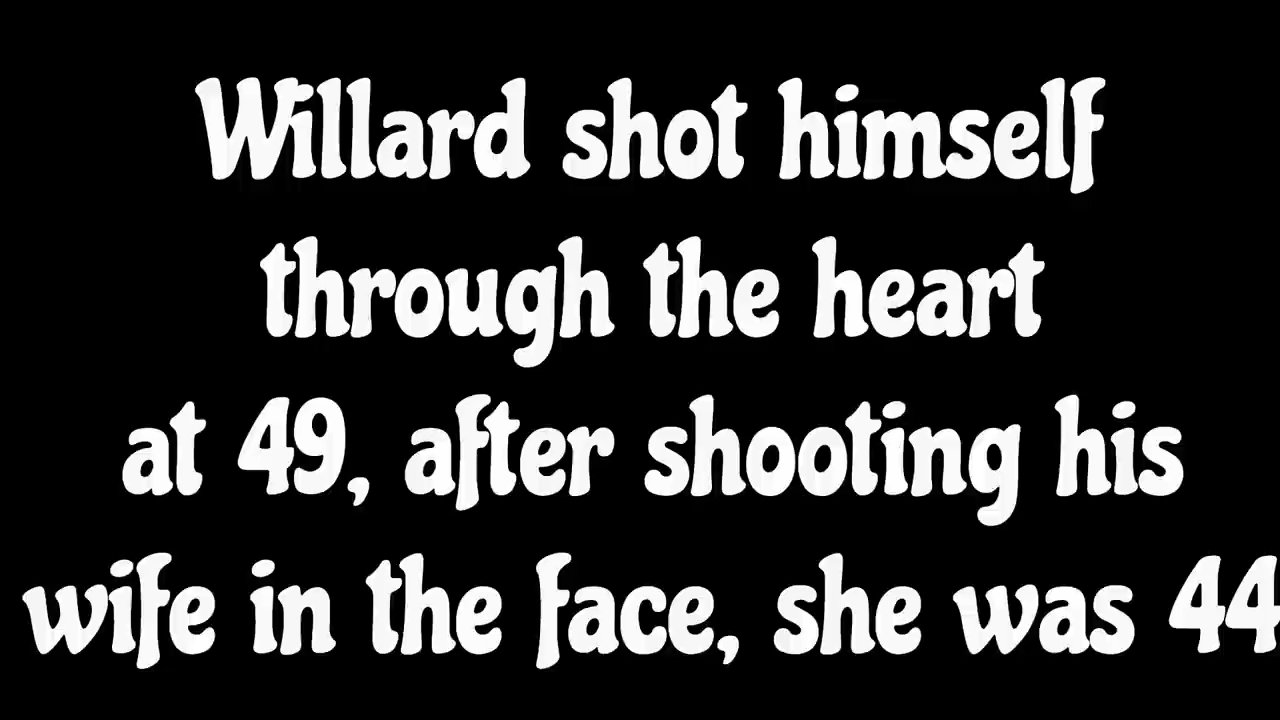 Willard shot himself
through the heart
at 49, after shooting his
wife in the face, she was 44